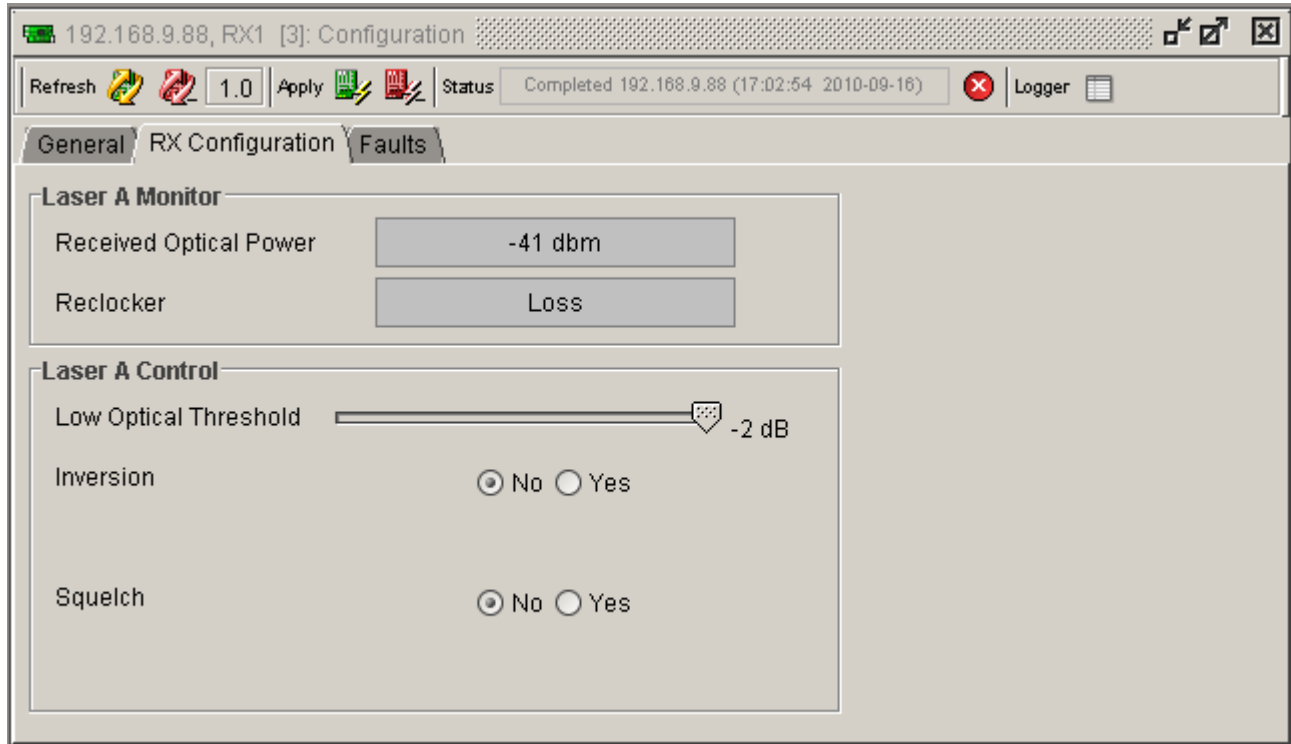 192.168.9.88, RX1 [3]: Configuration
Refresh 1.0 Apply Status Completed 192.168.9.88 (17:02:54 2010-09-16) Logger
General RX Configuration Faults
Laser A Monitor
Received Optical Power -41 dbm
Reclocker Loss
Laser A Control
Low Optical Threshold -2 dB
Inversion No Yes
Squelch No Yes